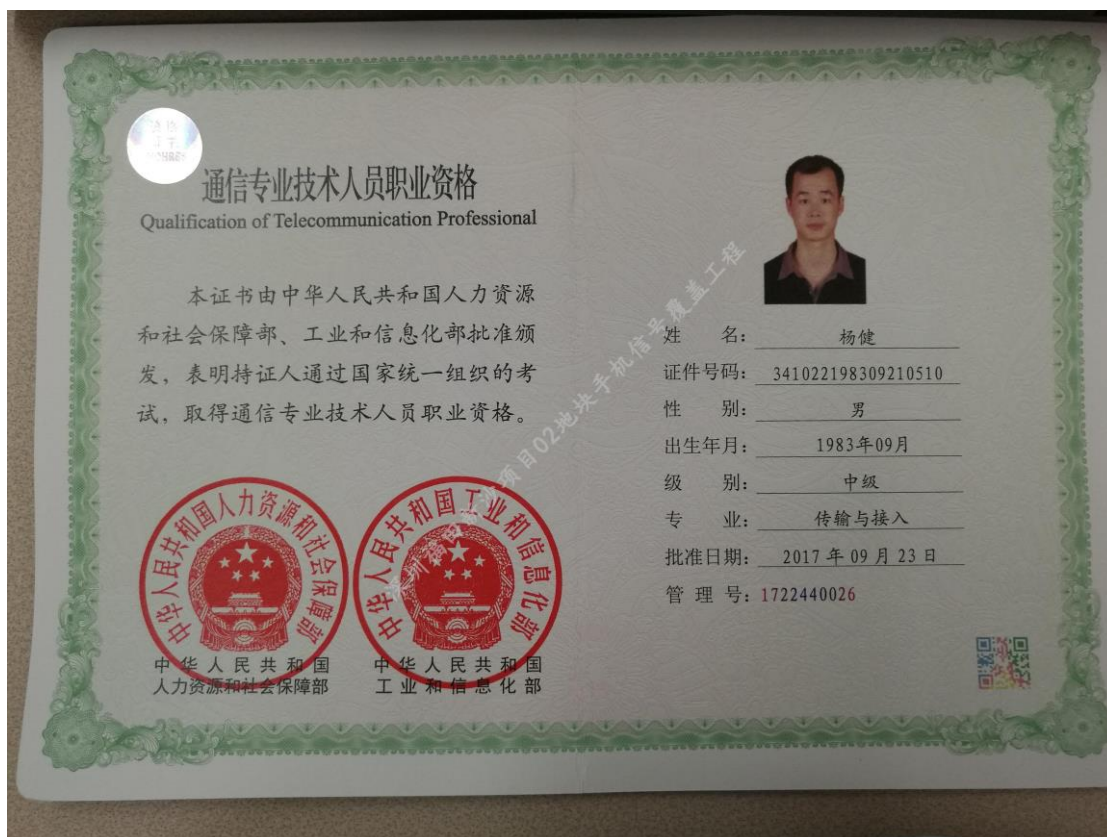 通信专业技术人员职业资格
Qualification of Telecommunication Professional
本证书由中华人民共和国人力资源
和社会保障部、工业和信息化部批准颁
发，表明持证人通过国家统一组织的考
试，取得通信专业技术人员职业资格。
中华人民共和国人力资源和社会保障部
中华人民共和国工业和信息化部
中华人民共和国
人力资源和社会保障部
中华人民共和国
工业和信息化部
姓 名： 杨健
证件号码： 341022198309210510
性 别： 男
出生年月： 1983年09月
级 别： 中级
专 业： 传输与接入
批准日期： 2017 年 09 月 23 日
管 理 号：1722440026
项目02地块手机信号覆盖工程